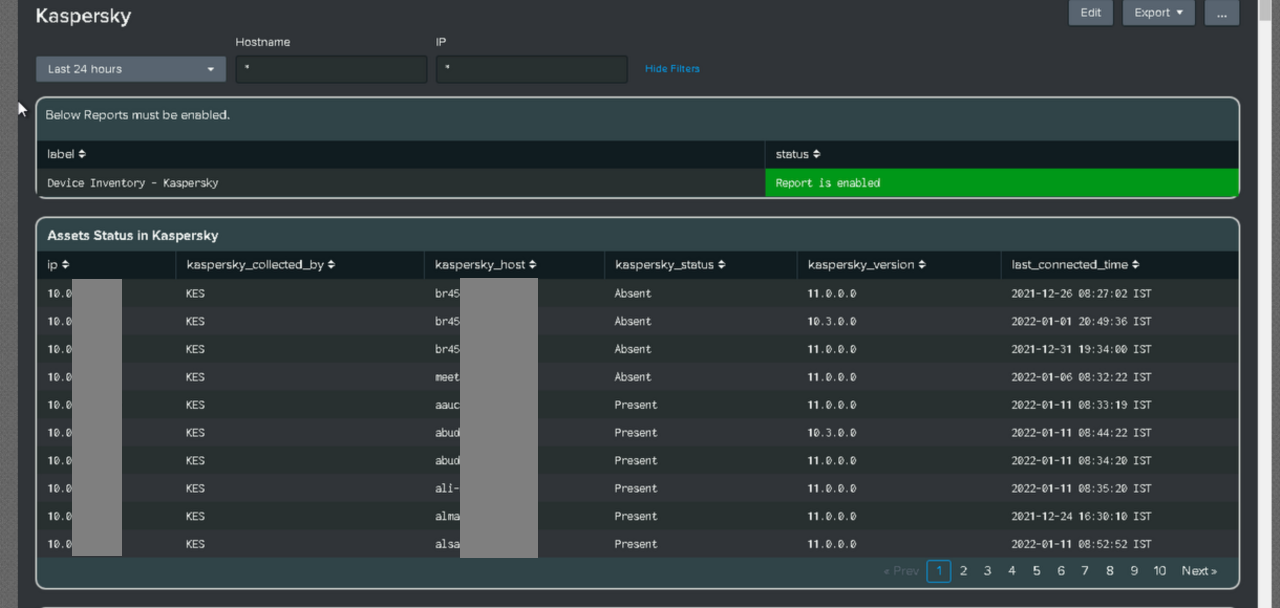 Kaspersky
Edit Export ...
Hostname IP
Last 24 hours * * Hide Filters
Below Reports must be enabled.
label status
Device Inventory - Kaspersky Report is enabled
Assets Status in Kaspersky
ip kaspersky_collected_by kaspersky_host kaspersky_status kaspersky_version last_connected_time
10.0 KES br45 Absent 11.0.0.0 2021-12-26 08:27:02 IST
10.0 KES br45 Absent 10.3.0.0 2022-01-01 20:49:36 IST
10.0 KES br45 Absent 11.0.0.0 2021-12-31 19:34:00 IST
10.0 KES meet Absent 11.0.0.0 2022-01-06 08:32:22 IST
10.0 KES aauc Present 11.0.0.0 2022-01-11 08:33:19 IST
10.0 KES abud Present 10.3.0.0 2022-01-11 08:44:22 IST
10.0 KES abud Present 11.0.0.0 2022-01-11 08:34:20 IST
10.0 KES ali- Present 11.0.0.0 2022-01-11 08:35:20 IST
10.0 KES alma Present 11.0.0.0 2021-12-24 16:30:10 IST
10.0 KES alsa Present 11.0.0.0 2022-01-11 08:52:52 IST
« Prev 1 2 3 4 5 6 7 8 9 10 Next »